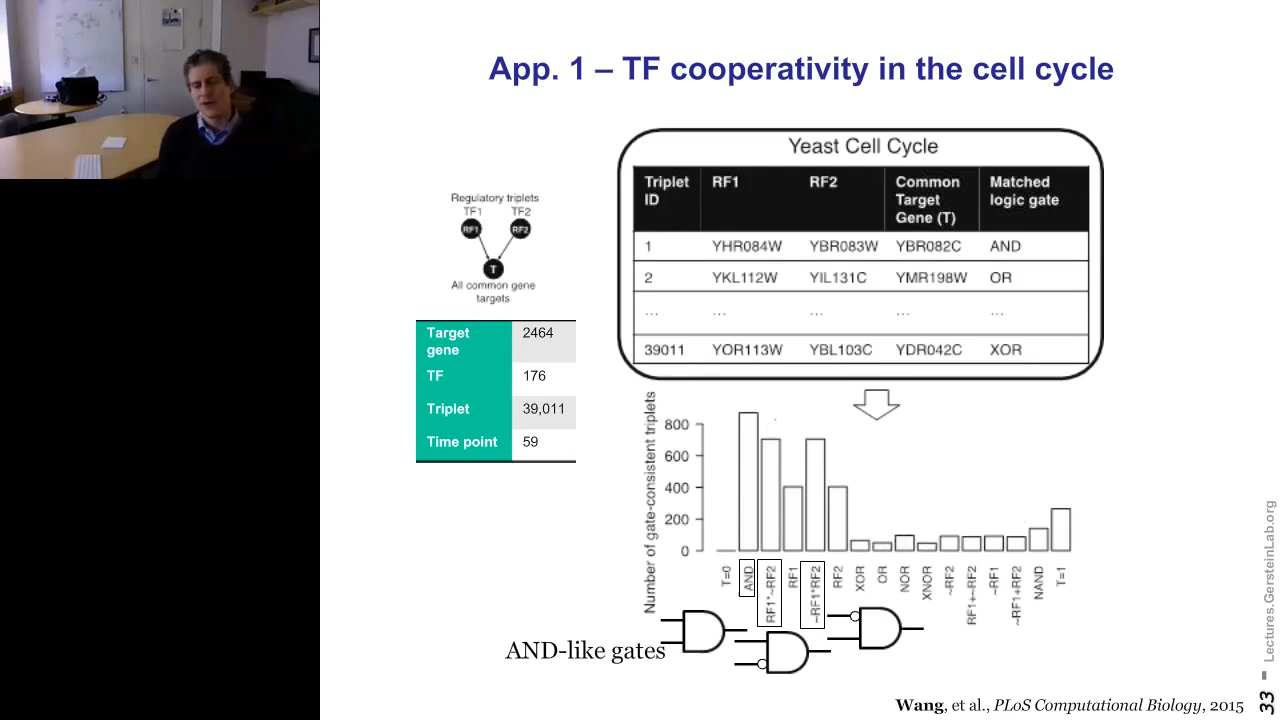 App. 1 – TF cooperativity in the cell cycle
Regulatory triplets
TF1 TF2
RF1 RF2
T
All common gene
targets
Target gene 2464
TF 176
Triplet 39,011
Time point 59
Yeast Cell Cycle
Triplet ID RF1 RF2 Common Target Gene (T) Matched logic gate
1 YHR084W YBR083W YBR082C AND
2 YKL112W YIL131C YMR198W OR
... ... ... ... ...
39011 YOR113W YBL103C YDR042C XOR
Number of gate-consistent triplets
800
600
400
200
0
T=0 AND RF1*~RF2 RF1 ~RF1*RF2 RF2 XOR OR NOR XNOR ~RF2 RF1+~RF2 ~RF1 ~RF1+RF2 NAND T=1
AND-like gates
Wang, et al., PLoS Computational Biology, 2015
33 - Lectures.GersteinLab.org